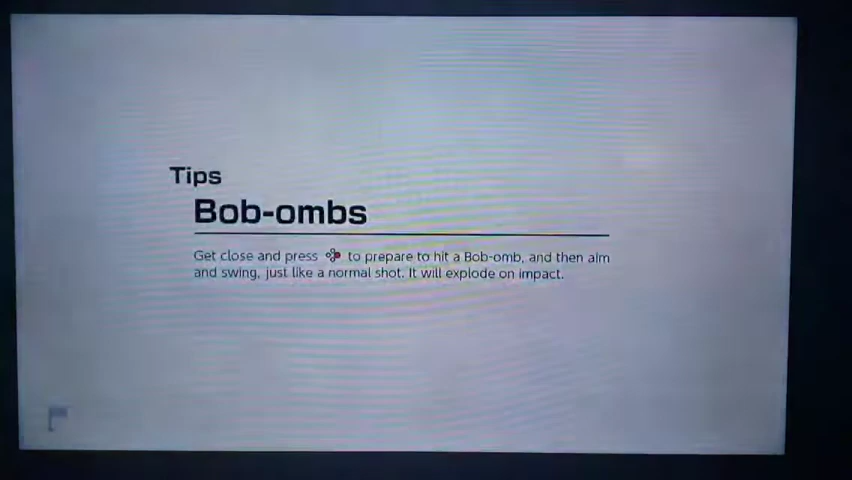 Tips
Bob-ombs
Get close and press to prepare to hit a Bob-omb, and then aim
and swing, just like a normal shot. It will explode on impact.